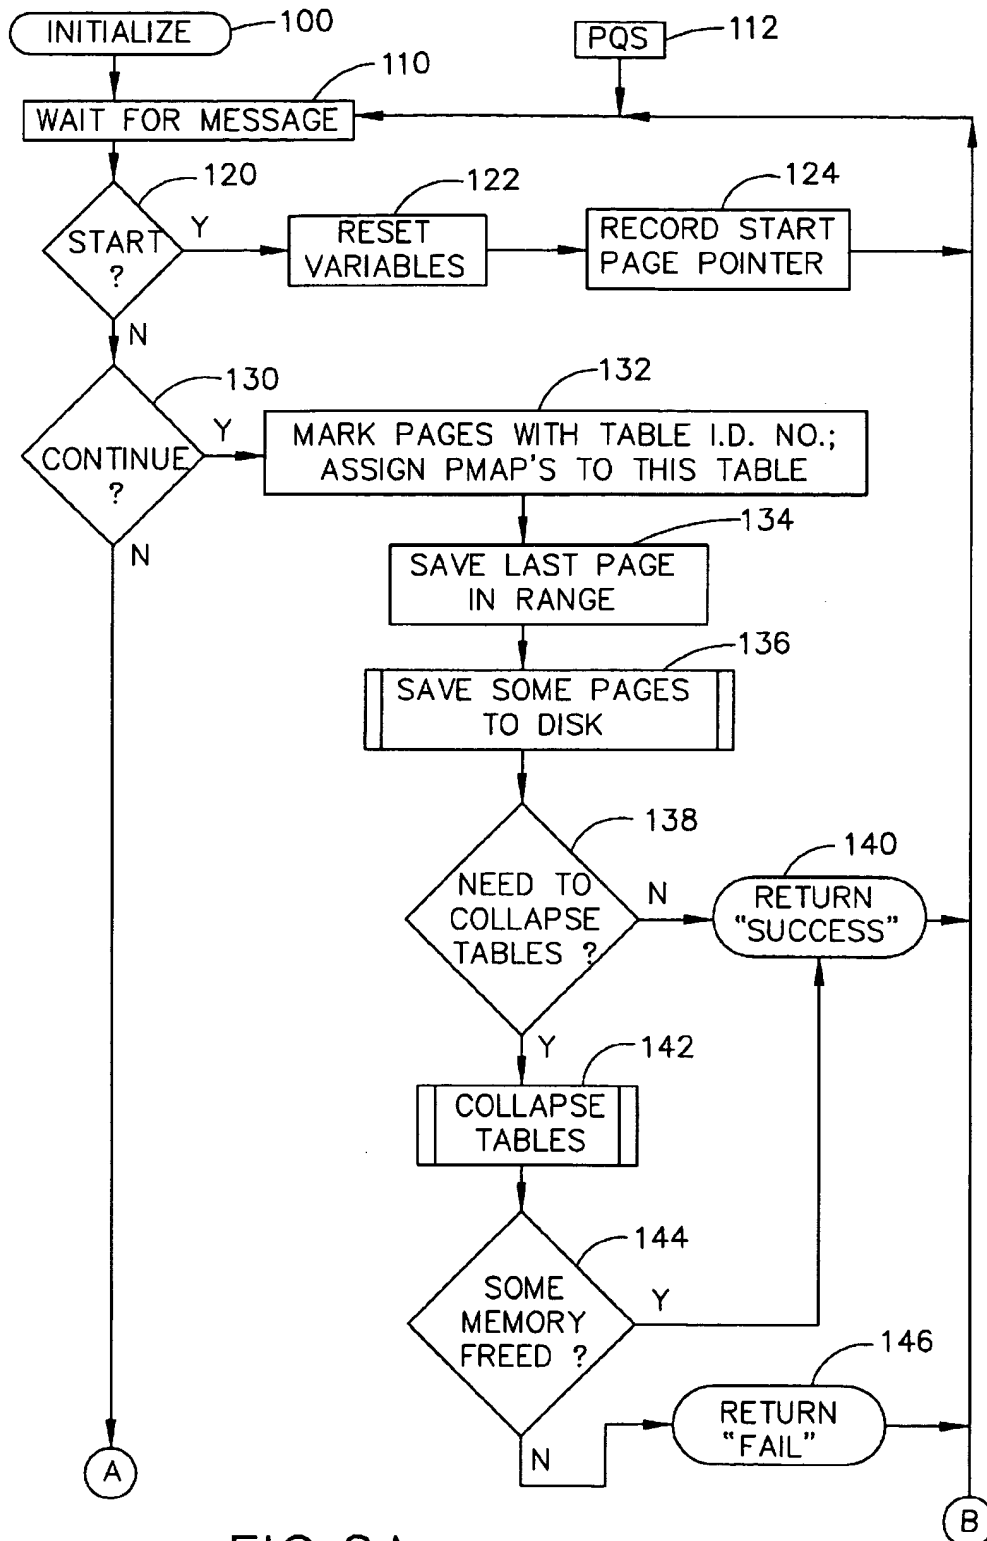 INITIALIZE
100
PQS
112
110
WAIT FOR MESSAGE
120
START
?
Y
122
RESET
VARIABLES
124
RECORD START
PAGE POINTER
N
130
CONTINUE
?
Y
132
MARK PAGES WITH TABLE I.D. NO.;
ASSIGN PMAP'S TO THIS TABLE
N
134
SAVE LAST PAGE
IN RANGE
136
SAVE SOME PAGES
TO DISK
138
NEED TO
COLLAPSE
TABLES ?
N
140
RETURN
"SUCCESS"
Y
142
COLLAPSE
TABLES
144
SOME
MEMORY
FREED ?
Y
146
RETURN
"FAIL"
N
A
B